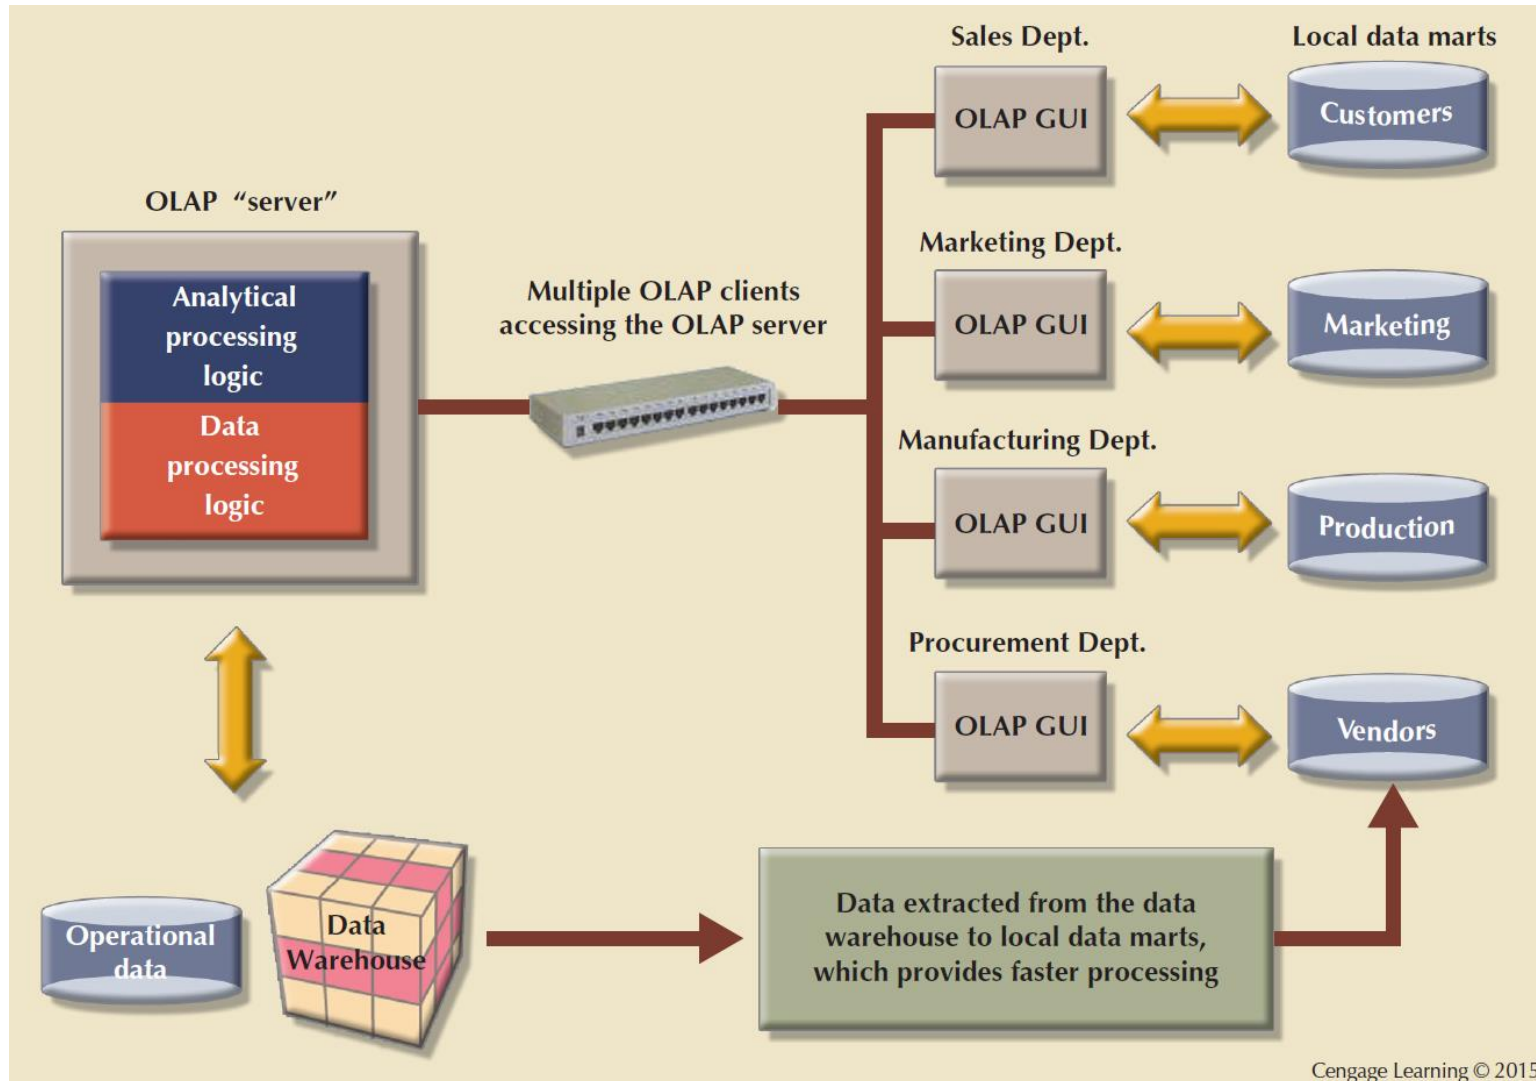 Sales Dept.
Local data marts
OLAP GUI
Customers
OLAP “server”
Analytical
processing
logic
Data
processing
logic
Multiple OLAP clients
accessing the OLAP server
Marketing Dept.
OLAP GUI
Marketing
Manufacturing Dept.
OLAP GUI
Production
Procurement Dept.
OLAP GUI
Vendors
Operational
data
Data
Warehouse
Data extracted from the data
warehouse to local data marts,
which provides faster processing
Cengage Learning © 2015